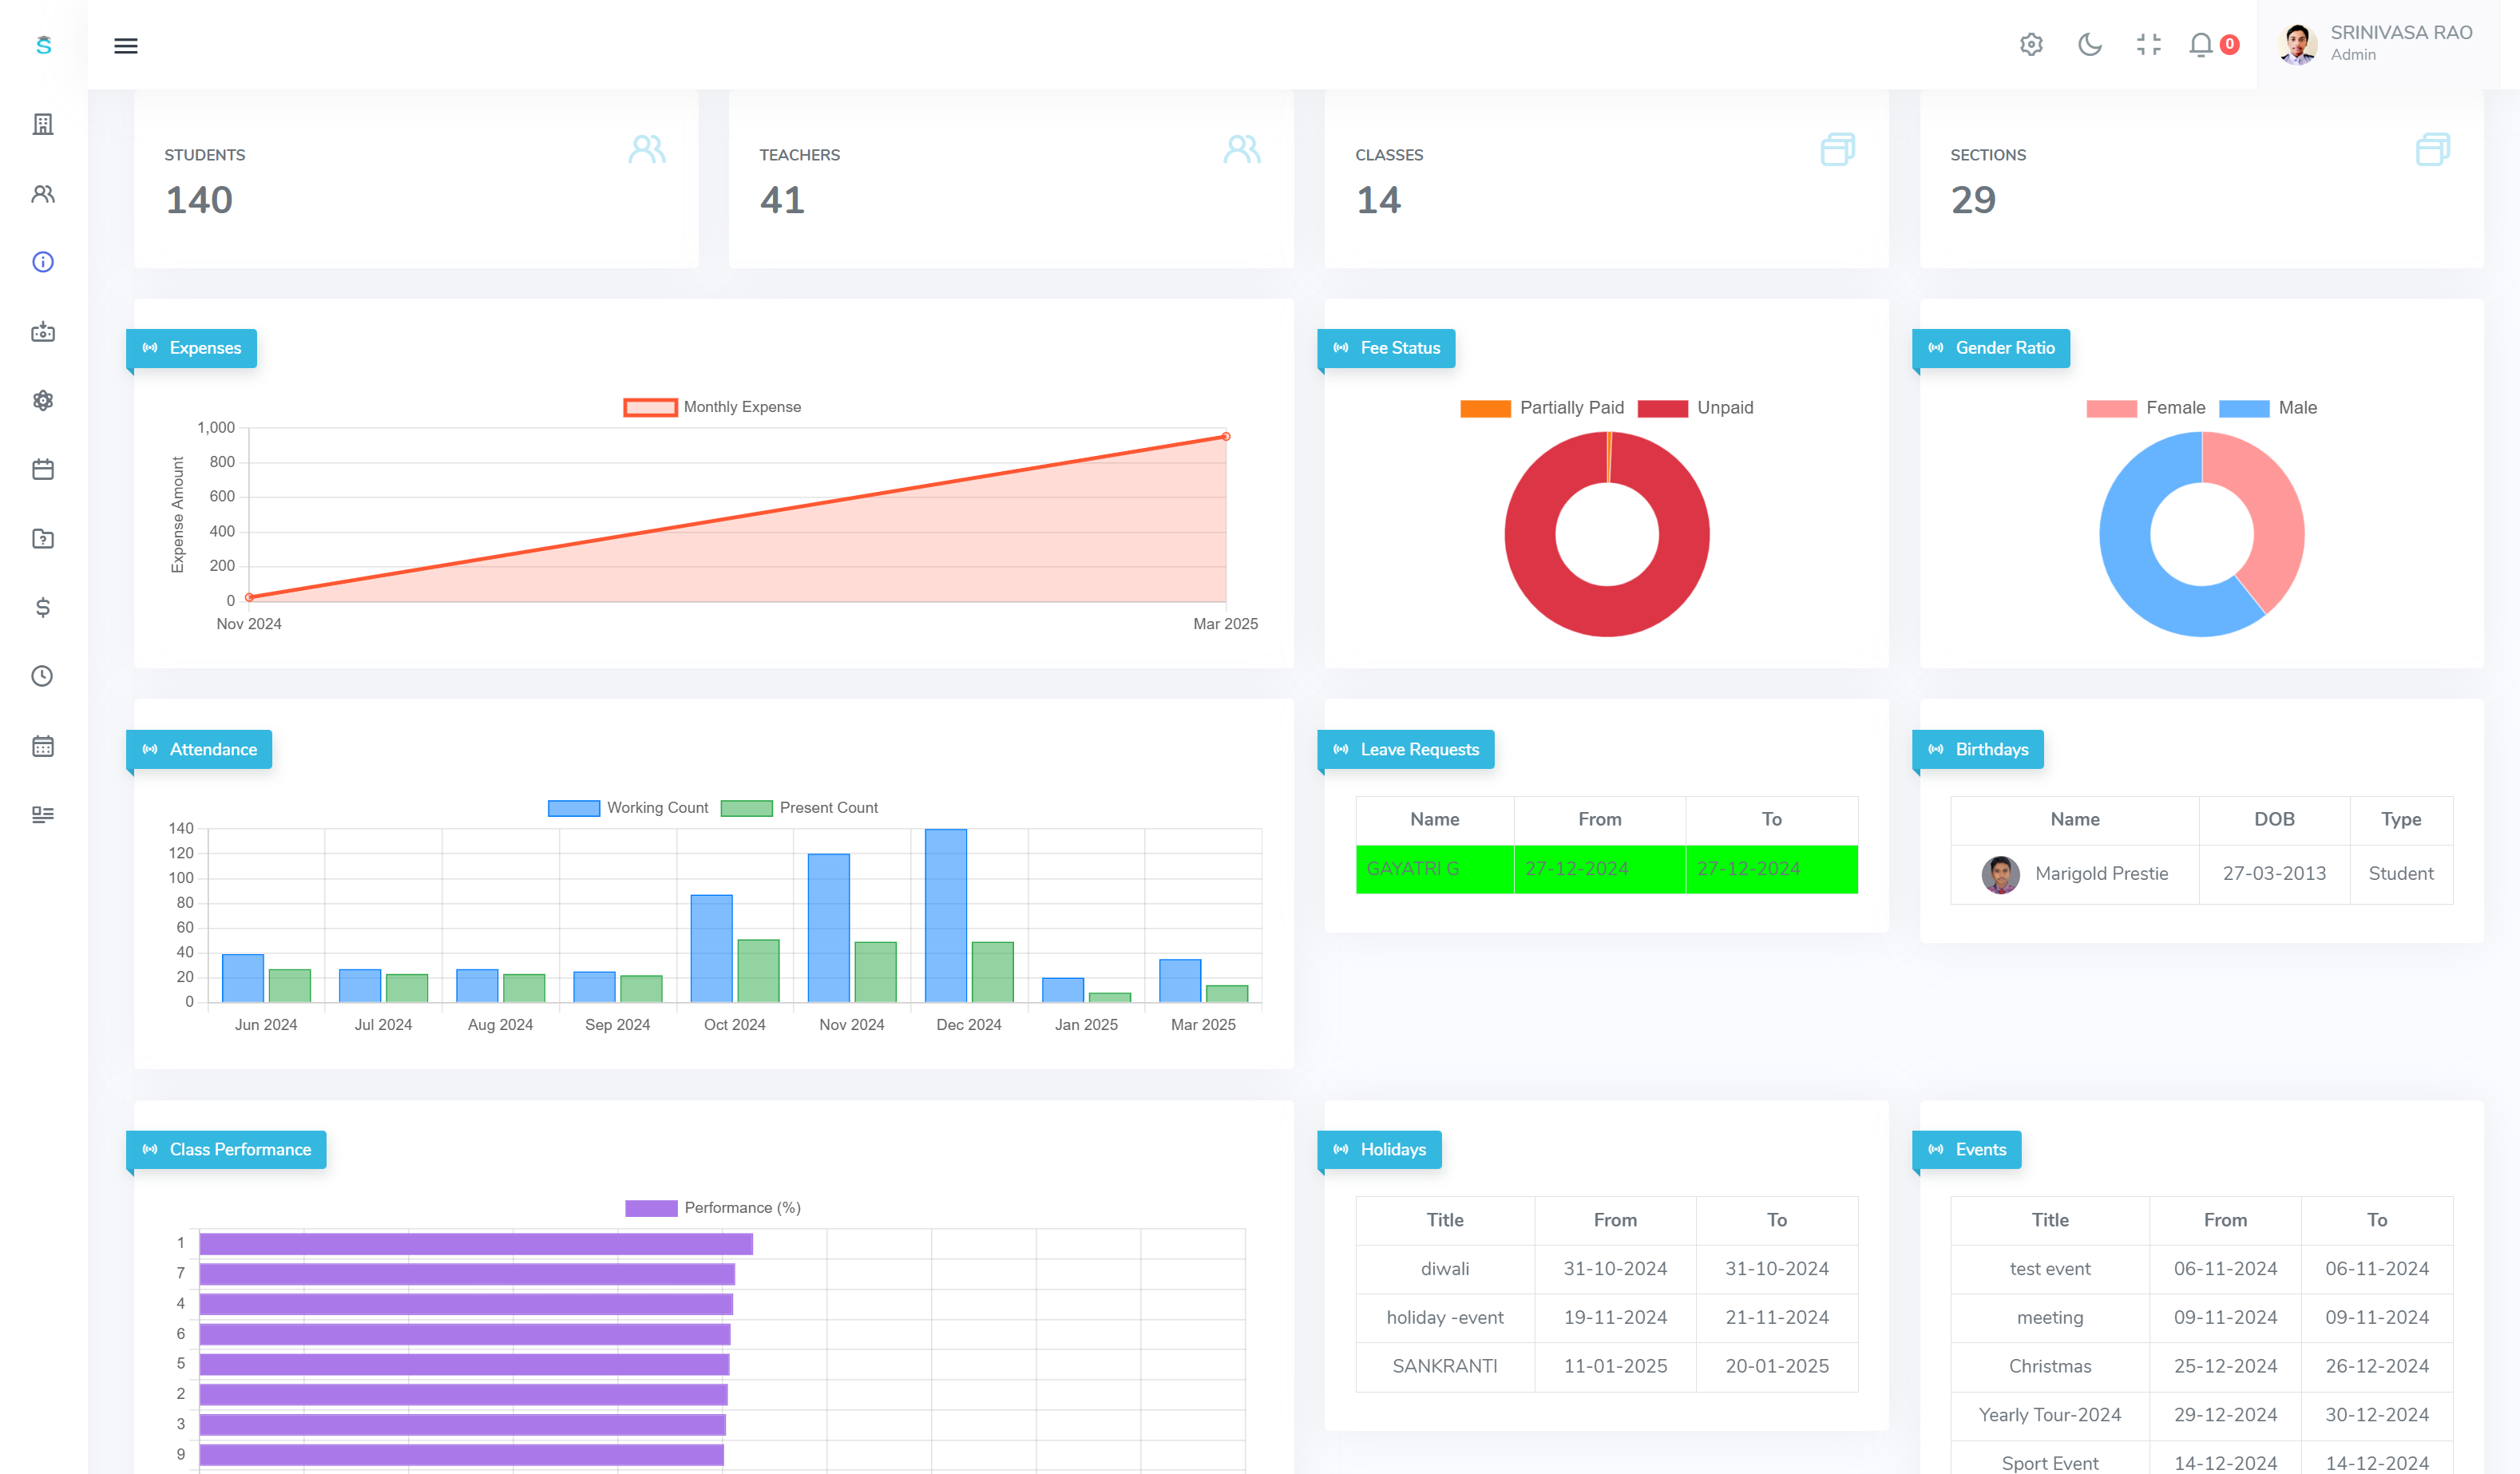 S
0
SRINIVASA RAO
Admin
STUDENTS
140
TEACHERS
41
CLASSES
14
SECTIONS
29
Expenses
Monthly Expense
Expense Amount
1,000
800
600
400
200
0
Nov 2024
Mar 2025
Fee Status
Partially Paid
Unpaid
Gender Ratio
Female
Male
Attendance
Working Count
Present Count
140
120
100
80
60
40
20
0
Jun 2024
Jul 2024
Aug 2024
Sep 2024
Oct 2024
Nov 2024
Dec 2024
Jan 2025
Mar 2025
Leave Requests
Name From To
GAYATRI G 27-12-2024 27-12-2024
Birthdays
Name DOB Type
Marigold Prestie 27-03-2013 Student
Class Performance
Performance (%)
1
7
4
6
5
2
3
9
Holidays
Title From To
diwali 31-10-2024 31-10-2024
holiday -event 19-11-2024 21-11-2024
SANKRANTI 11-01-2025 20-01-2025
Events
Title From To
test event 06-11-2024 06-11-2024
meeting 09-11-2024 09-11-2024
Christmas 25-12-2024 26-12-2024
Yearly Tour-2024 29-12-2024 30-12-2024
Sport Event 14-12-2024 14-12-2024